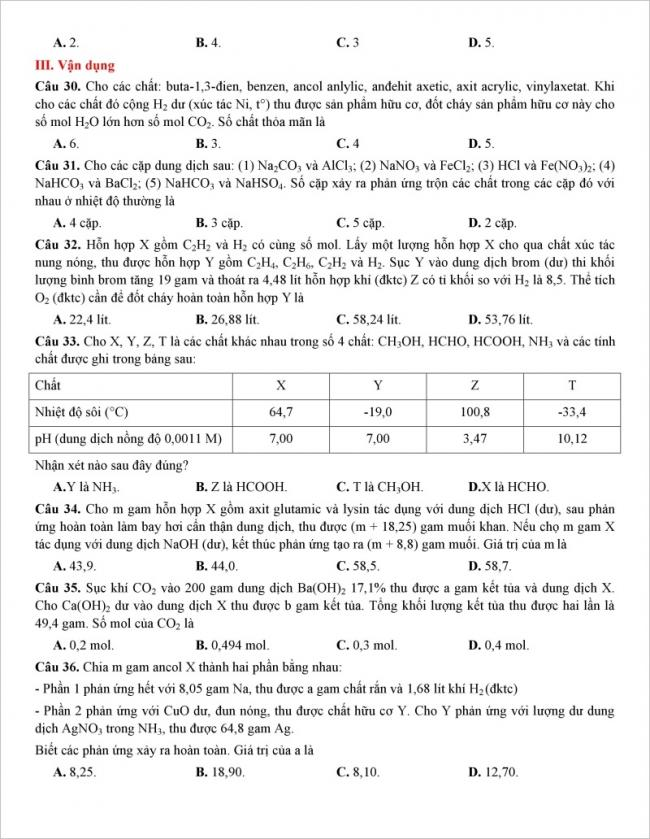 A. 2. B. 4. C. 3 D. 5.
III. Vận dụng
Câu 30. Cho các chất: buta-1,3-đien, benzen, ancol anlylic, anđehit axetic, axit acrylic, vinylaxetat. Khi
cho các chất đó cộng H₂ dư (xúc tác Ni, t°) thu được sản phẩm hữu cơ, đốt cháy sản phẩm hữu cơ này cho
số mol H₂O lớn hơn số mol CO₂. Số chất thỏa mãn là
A. 6. B. 3. C. 4 D. 5.
Câu 31. Cho các cặp dung dịch sau: (1) Na₂CO₃ và AlCl₃; (2) NaNO₃ và FeCl₂; (3) HCl và Fe(NO₃)₂; (4)
NaHCO₃ và BaCl₂; (5) NaHCO₃ và NaHSO₄. Số cặp xảy ra phản ứng trộn các chất trong các cặp đó với
nhau ở nhiệt độ thường là
A. 4 cặp. B. 3 cặp. C. 5 cặp. D. 2 cặp.
Câu 32. Hỗn hợp X gồm C₂H₂ và H₂ có cùng số mol. Lấy một lượng hỗn hợp X cho qua chất xúc tác
nung nóng, thu được hỗn hợp Y gồm C₂H₄, C₂H₆, C₂H₂ và H₂. Sục Y vào dung dịch brom (dư) thì khối
lượng bình brom tăng 19 gam và thoát ra 4,48 lít hỗn hợp khí (đktc) Z có tỉ khối so với H₂ là 8,5. Thể tích
O₂ (đktc) cần để đốt cháy hoàn toàn hỗn hợp Y là
A. 22,4 lít. B. 26,88 lít. C. 58,24 lít. D. 53,76 lít.
Câu 33. Cho X, Y, Z, T là các chất khác nhau trong số 4 chất: CH₃OH, HCHO, HCOOH, NH₃ và các tính
chất được ghi trong bảng sau:
Chất X Y Z T
Nhiệt độ sôi (°C) 64,7 -19,0 100,8 -33,4
pH (dung dịch nồng độ 0,0011 M) 7,00 7,00 3,47 10,12
Nhận xét nào sau đây đúng?
A.Y là NH₃. B. Z là HCOOH. C. T là CH₃OH. D.X là HCHO.
Câu 34. Cho m gam hỗn hợp X gồm axit glutamic và lysin tác dụng với dung dịch HCl (dư), sau phản
ứng hoàn toàn làm bay hơi cẩn thận dung dịch, thu được (m + 18,25) gam muối khan. Nếu chọ m gam X
tác dụng với dung dịch NaOH (dư), kết thúc phản ứng tạo ra (m + 8,8) gam muối. Giá trị của m là
A. 43,9. B. 44,0. C. 58,5. D. 58,7.
Câu 35. Sục khí CO₂ vào 200 gam dung dịch Ba(OH)₂ 17,1% thu được a gam kết tủa và dung dịch X.
Cho Ca(OH)₂ dư vào dung dịch X thu được b gam kết tủa. Tổng khối lượng kết tủa thu được hai lần là
49,4 gam. Số mol của CO₂ là
A. 0,2 mol. B. 0,494 mol. C. 0,3 mol. D. 0,4 mol.
Câu 36. Chia m gam ancol X thành hai phần bằng nhau:
- Phần 1 phản ứng hết với 8,05 gam Na, thu được a gam chất rắn và 1,68 lít khí H₂(đktc)
- Phần 2 phản ứng với CuO dư, đun nóng, thu được chất hữu cơ Y. Cho Y phản ứng với lượng dư dung
dịch AgNO₃ trong NH₃, thu được 64,8 gam Ag.
Biết các phản ứng xảy ra hoàn toàn. Giá trị của a là
A. 8,25. B. 18,90. C. 8,10. D. 12,70.